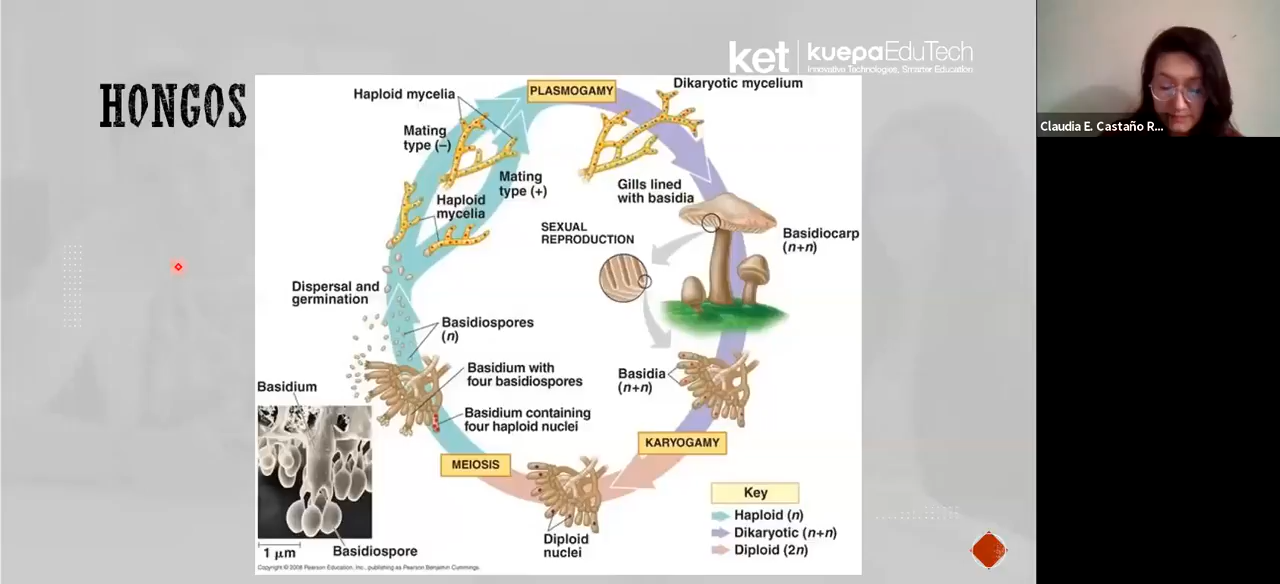 HONGOS
ket | kuepaEduTech
Innovative Technologies, Smarter Education
Claudia E. Castaño R...
PLASMOGAMY
Haploid mycelia
Dikaryotic mycelium
Mating
type (–)
Mating
type (+)
Haploid
mycelia
Gills lined
with basidia
SEXUAL
REPRODUCTION
Basidiocarp
(n+n)
Dispersal and
germination
Basidiospores
(n)
Basidium with
four basidiospores
Basidia
(n+n)
Basidium
Basidium containing
four haploid nuclei
KARYOGAMY
MEIOSIS
Diploid
nuclei
Key
Haploid (n)
Dikaryotic (n+n)
Diploid (2n)
1 μm
Basidiospore
Copyright © 2008 Pearson Education, Inc., publishing as Pearson Benjamin Cummings.